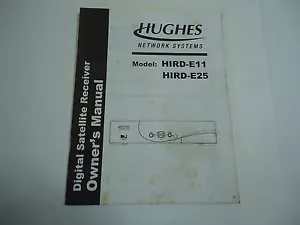 HUGHES
NETWORK SYSTEMS
Model: HIRD-E11
HIRD-E25
Digital Satellite Receiver
Owner's Manual